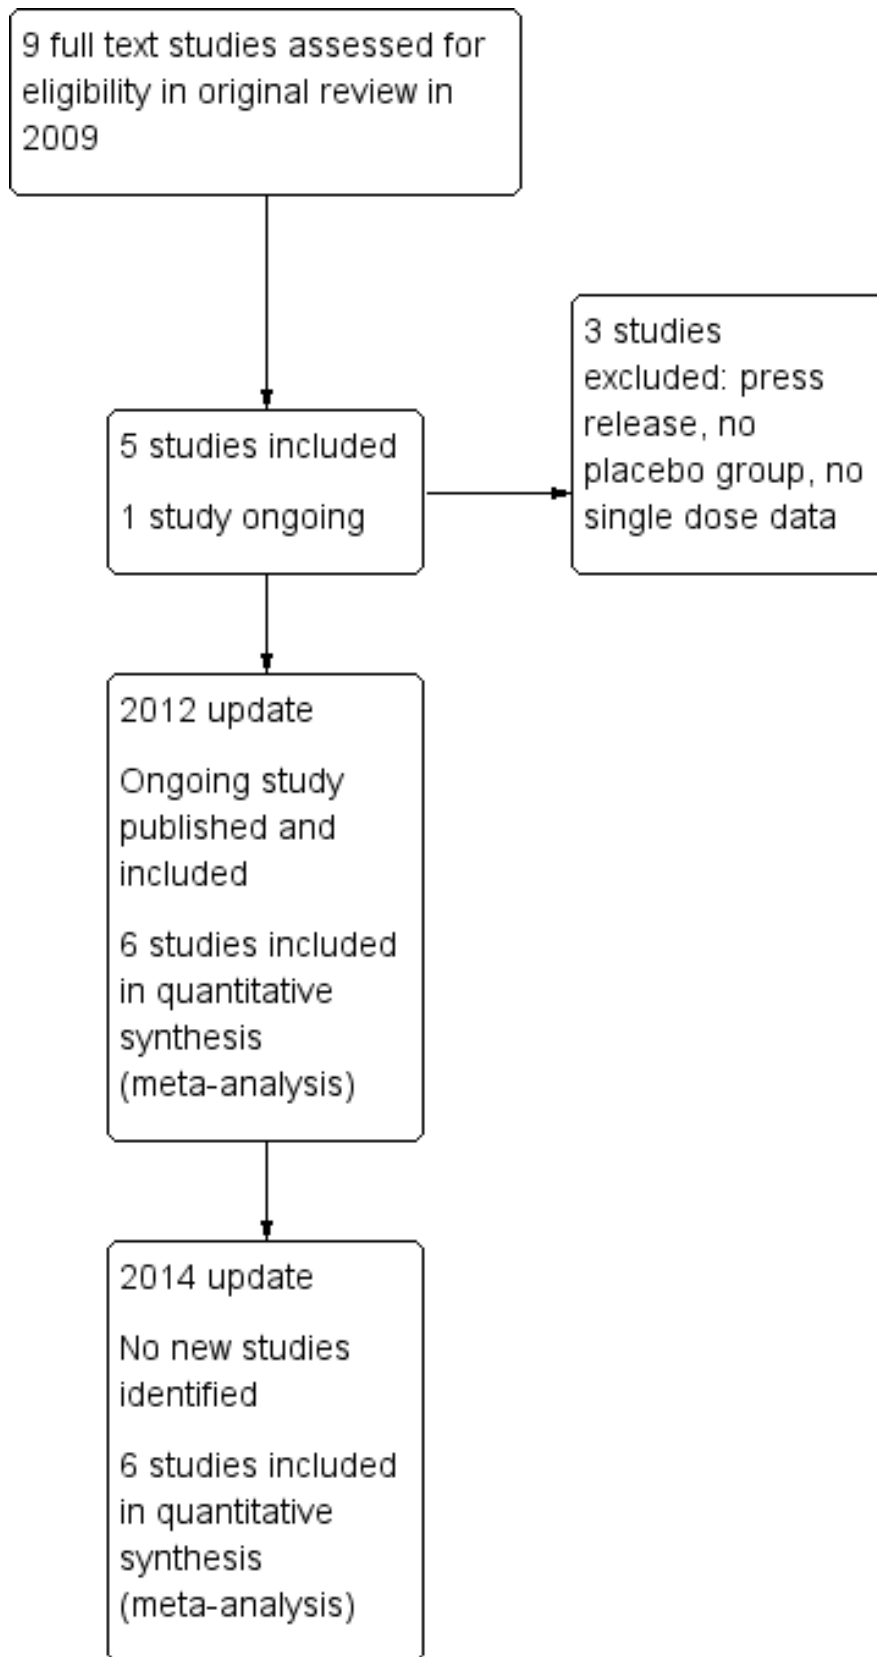 9 full text studies assessed for
eligibility in original review in
2009
3 studies
excluded: press
release, no
placebo group, no
single dose data
5 studies included
1 study ongoing
2012 update
Ongoing study
published and
included
6 studies included
in quantitative
synthesis
(meta-analysis)
2014 update
No new studies
identified
6 studies included
in quantitative
synthesis
(meta-analysis)